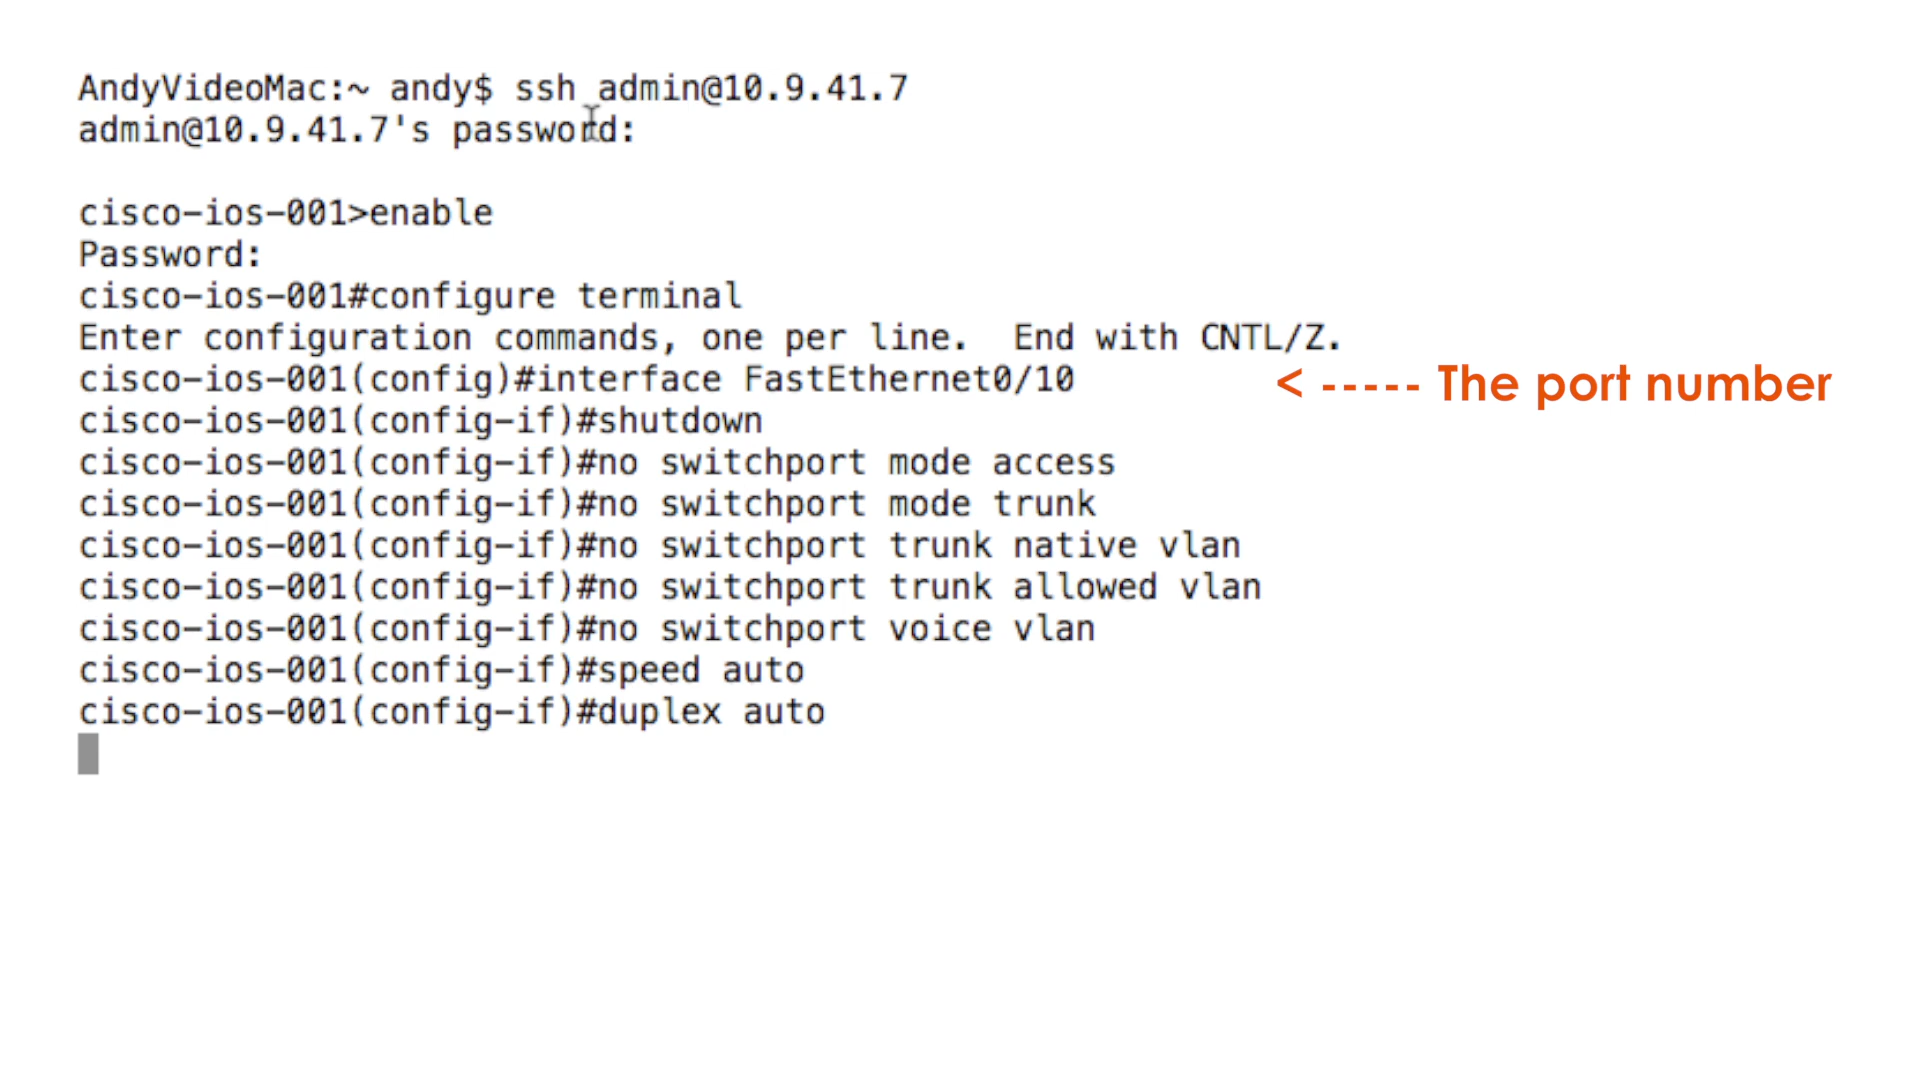 AndyVideoMac:~ andy$ ssh admin@10.9.41.7
admin@10.9.41.7's password:
cisco-ios-001>enable
Password:
cisco-ios-001#configure terminal
Enter configuration commands, one per line.  End with CNTL/Z.
cisco-ios-001(config)#interface FastEthernet0/10 < ----- The port number
cisco-ios-001(config-if)#shutdown
cisco-ios-001(config-if)#no switchport mode access
cisco-ios-001(config-if)#no switchport mode trunk
cisco-ios-001(config-if)#no switchport trunk native vlan
cisco-ios-001(config-if)#no switchport trunk allowed vlan
cisco-ios-001(config-if)#no switchport voice vlan
cisco-ios-001(config-if)#speed auto
cisco-ios-001(config-if)#duplex auto